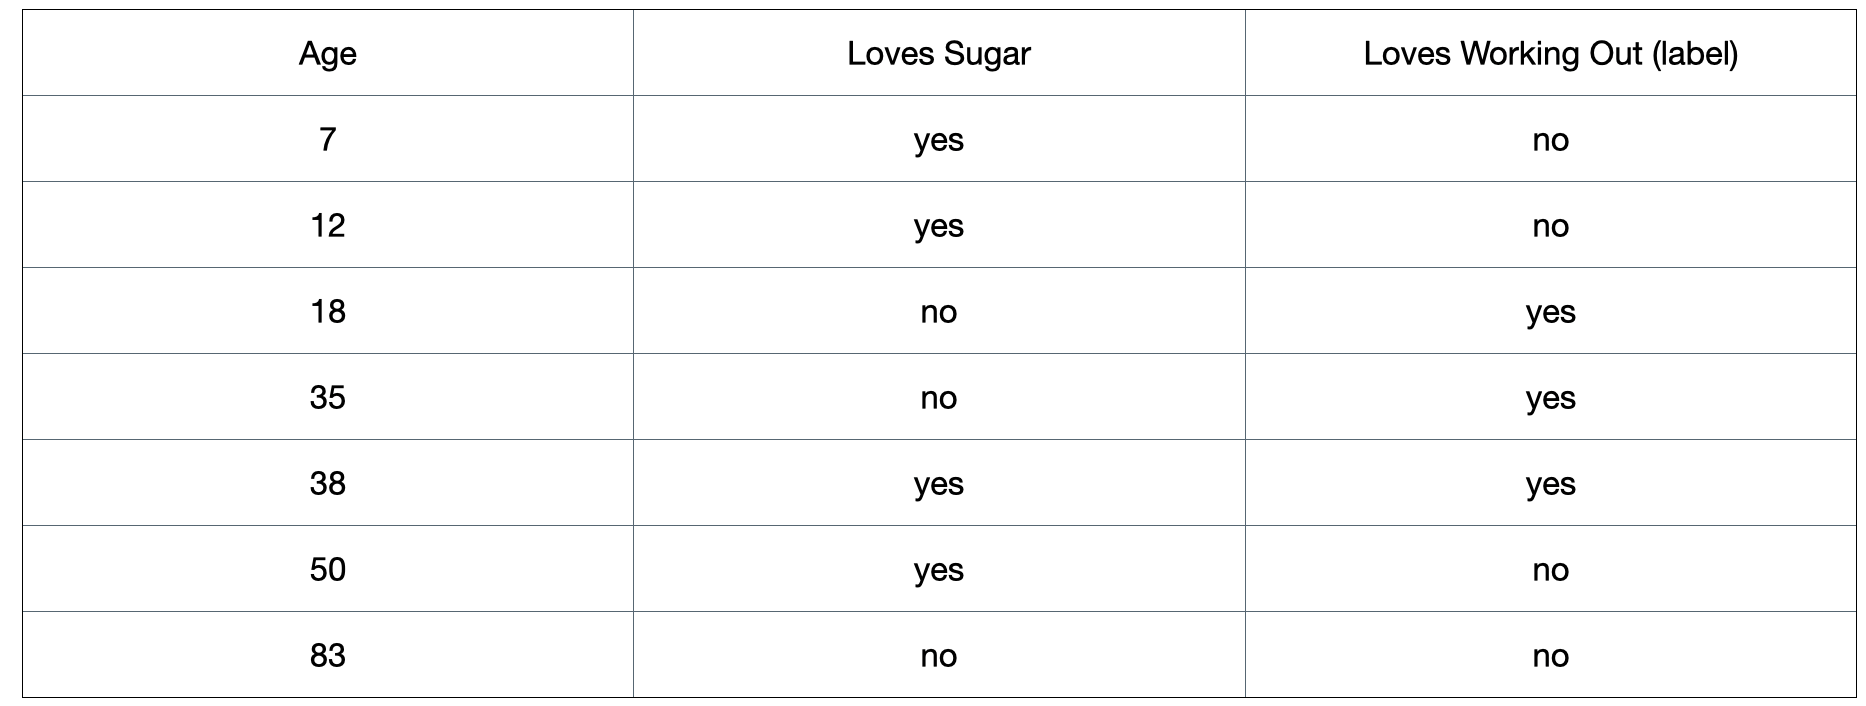 Age Loves Sugar Loves Working Out (label)
7 yes no
12 yes no
18 no yes
35 no yes
38 yes yes
50 yes no
83 no no